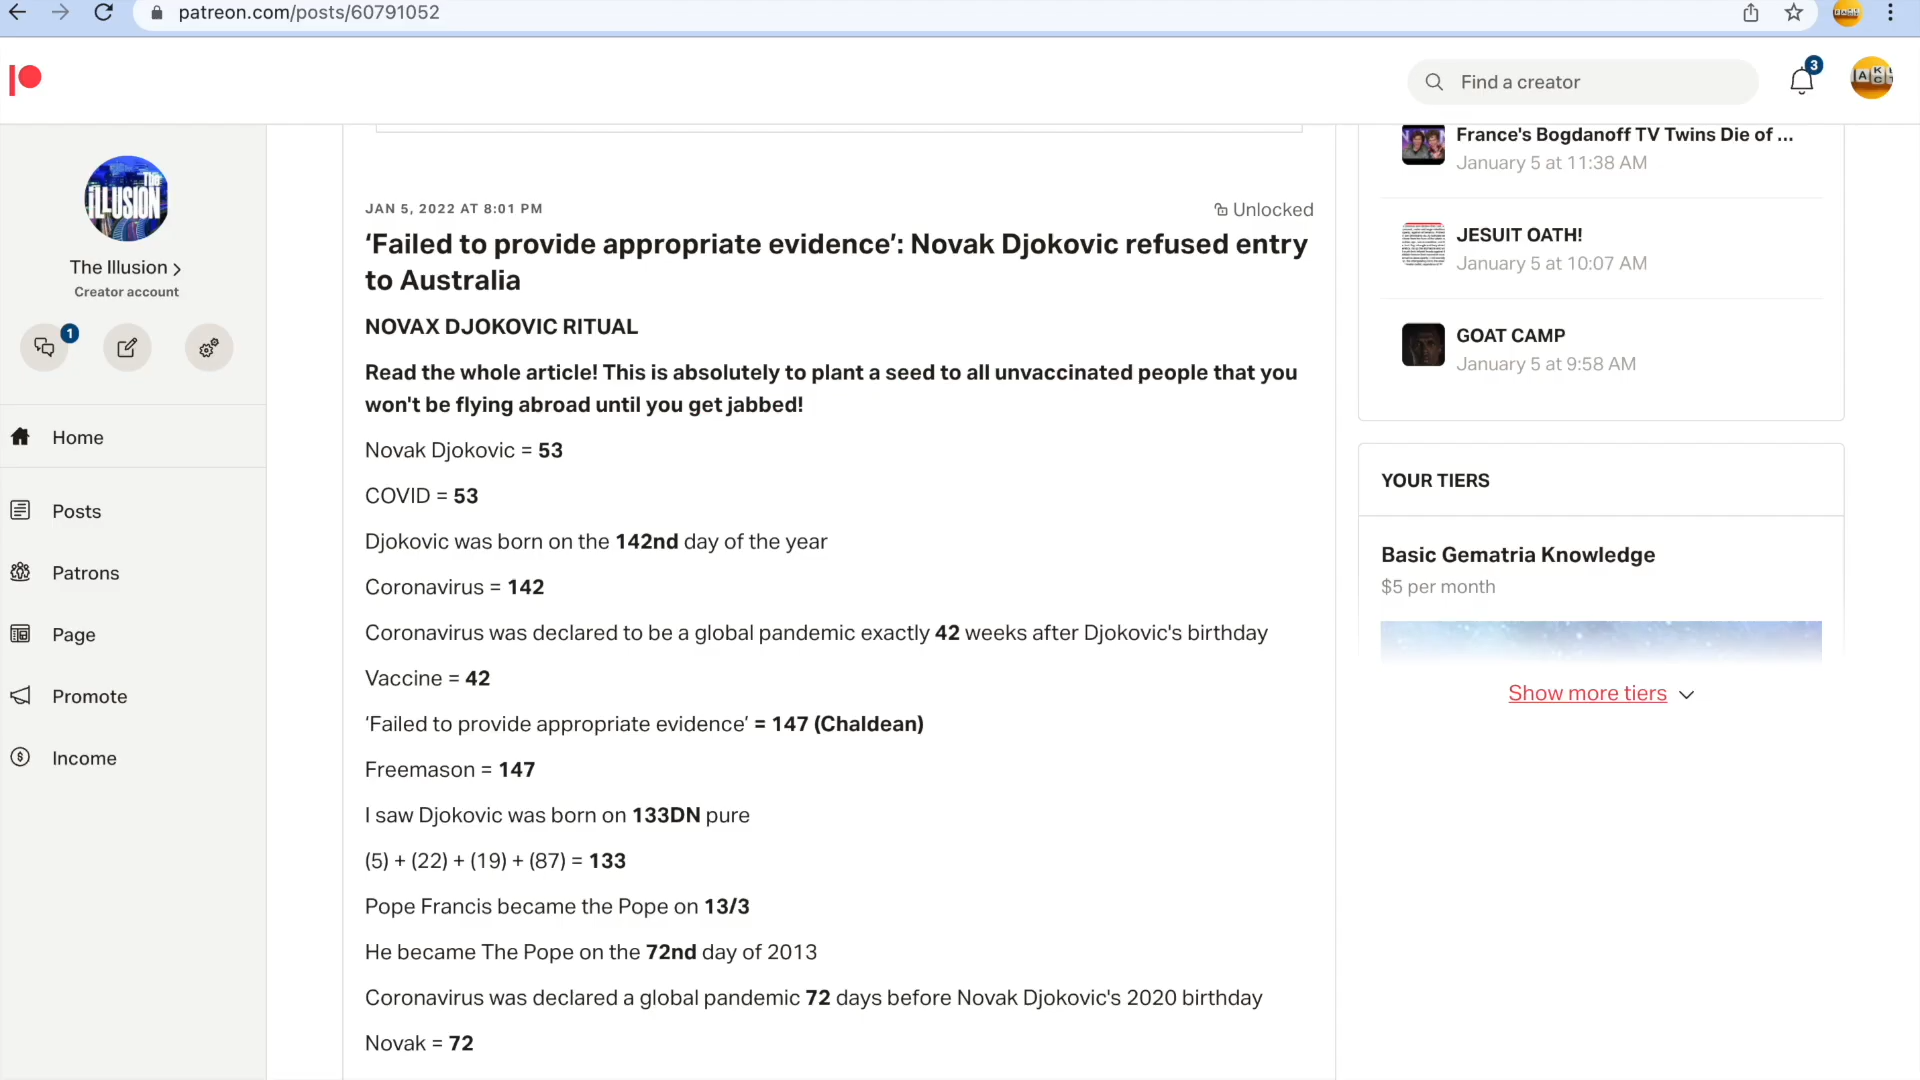 patreon.com/posts/60791052
Find a creator
3
The Illusion
Creator account
1
Home
Posts
Patrons
Page
Promote
Income
JAN 5, 2022 AT 8:01 PM
Unlocked
‘Failed to provide appropriate evidence’: Novak Djokovic refused entry
to Australia
NOVAX DJOKOVIC RITUAL
Read the whole article! This is absolutely to plant a seed to all unvaccinated people that you
won't be flying abroad until you get jabbed!
Novak Djokovic = 53
COVID = 53
Djokovic was born on the 142nd day of the year
Coronavirus = 142
Coronavirus was declared to be a global pandemic exactly 42 weeks after Djokovic's birthday
Vaccine = 42
‘Failed to provide appropriate evidence’ = 147 (Chaldean)
Freemason = 147
I saw Djokovic was born on 133DN pure
(5) + (22) + (19) + (87) = 133
Pope Francis became the Pope on 13/3
He became The Pope on the 72nd day of 2013
Coronavirus was declared a global pandemic 72 days before Novak Djokovic's 2020 birthday
Novak = 72
France's Bogdanoff TV Twins Die of ...
January 5 at 11:38 AM
JESUIT OATH!
January 5 at 10:07 AM
GOAT CAMP
January 5 at 9:58 AM
YOUR TIERS
Basic Gematria Knowledge
$5 per month
Show more tiers
The
ILLUSION